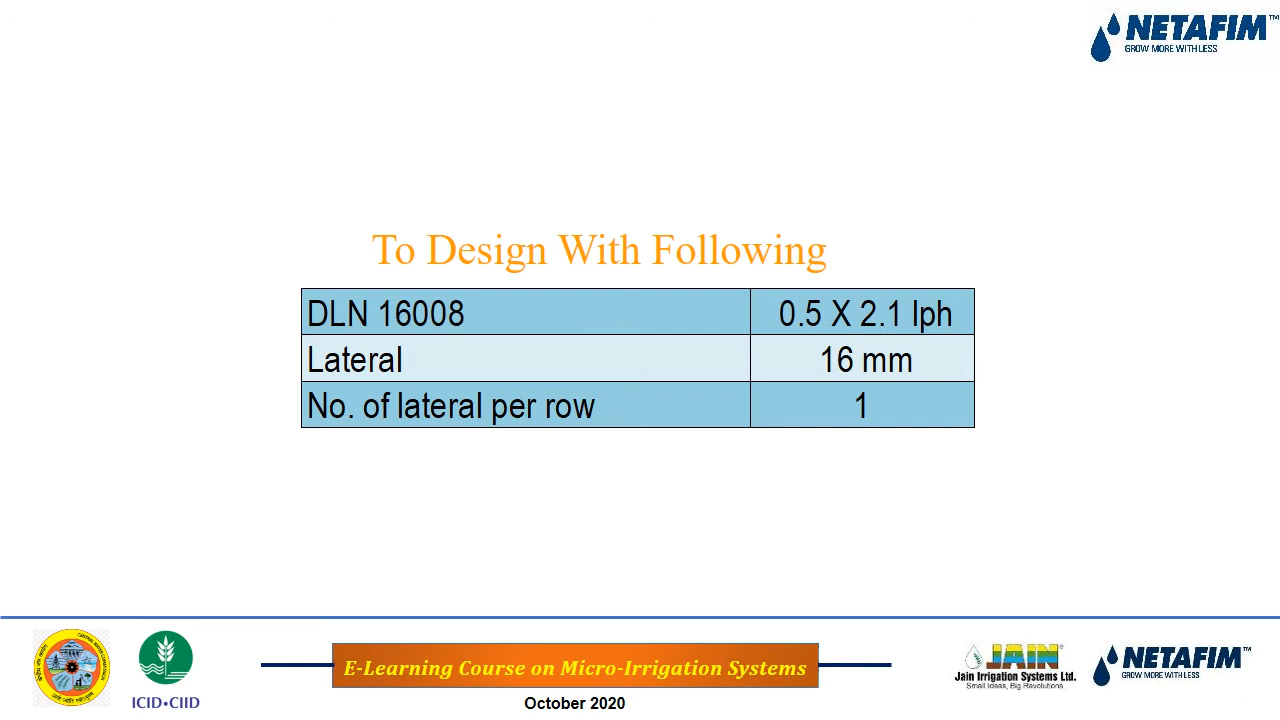 NETAFIM™
GROW MORE WITH LESS
To Design With Following
DLN 16008 0.5 X 2.1 lph
Lateral 16 mm
No. of lateral per row 1
ICID•CIID
E-Learning Course on Micro-Irrigation Systems
October 2020
JAIN®
Jain Irrigation Systems Ltd.
Small Ideas, Big Revolutions.
NETAFIM™
GROW MORE WITH LESS